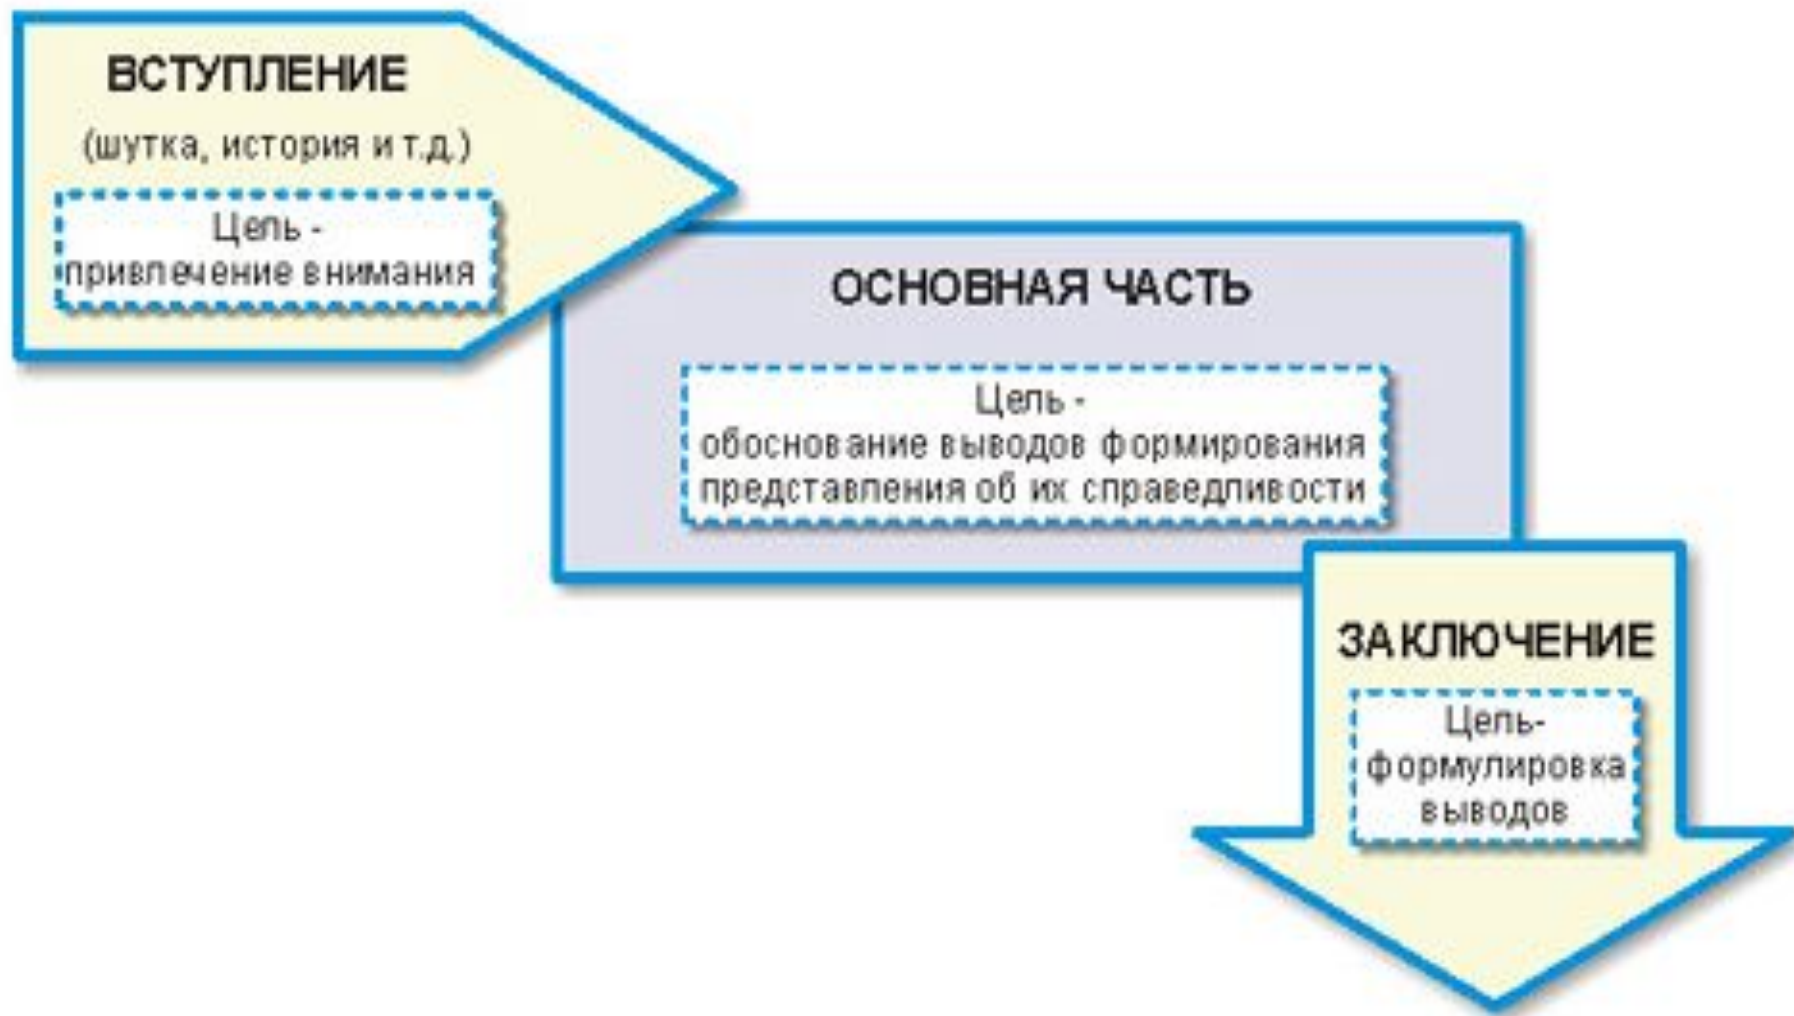 ВСТУПЛЕНИЕ
(шутка, история и т.д.)
Цель -
привлечение внимания
ОСНОВНАЯ ЧАСТЬ
Цель -
обоснование выводов формирования
представления об их справедливости
ЗАКЛЮЧЕНИЕ
Цель-
формулировка
выводов